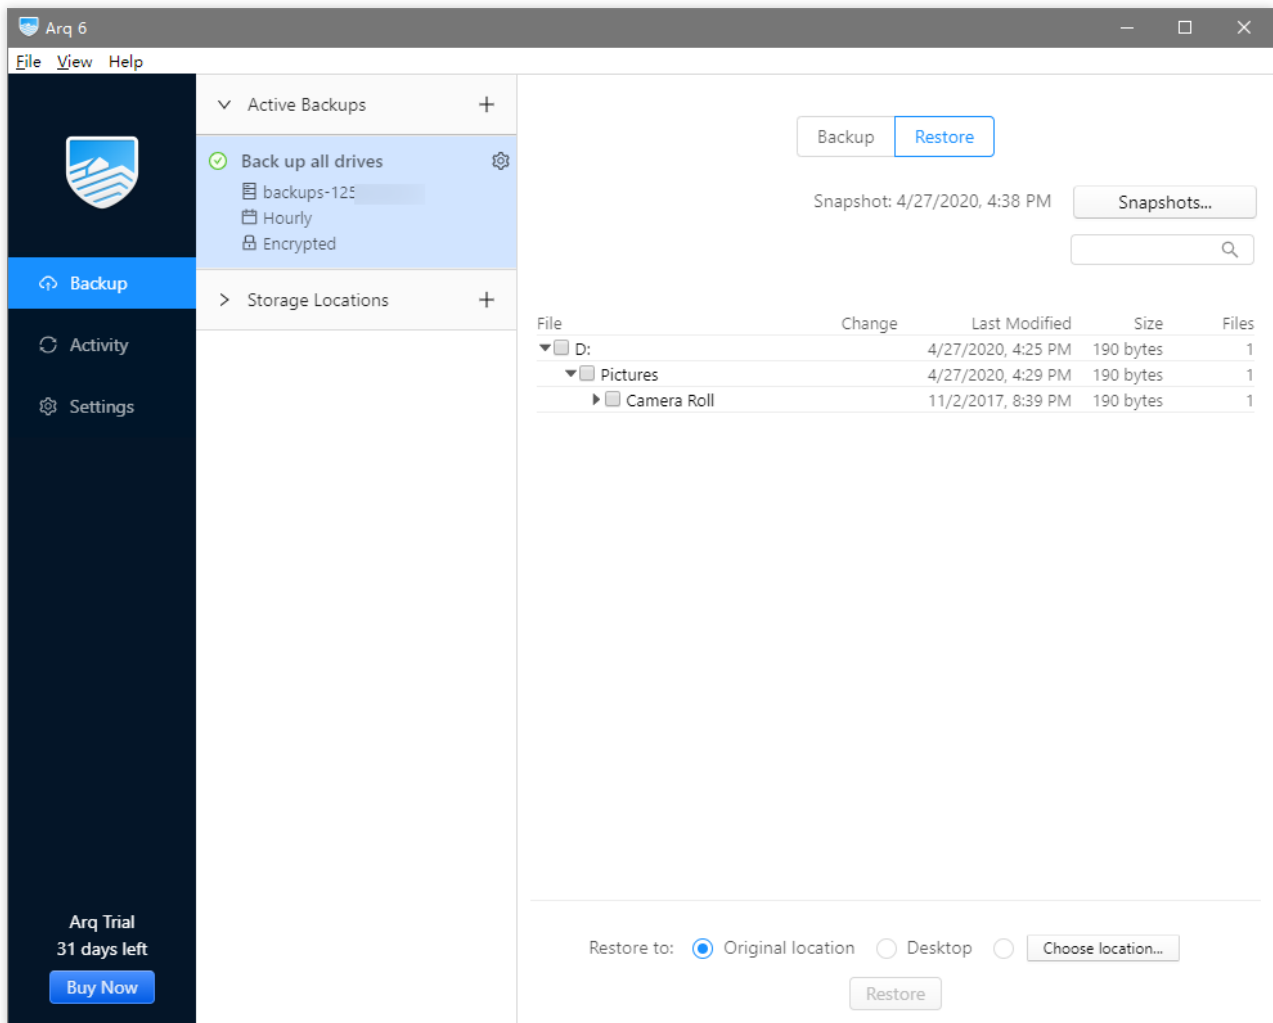 Arq 6
File View Help
Active Backups
Back up all drives
backups-125
Hourly
Encrypted
Storage Locations
Backup
Activity
Settings
Arq Trial
31 days left
Buy Now
Backup Restore
Snapshot: 4/27/2020, 4:38 PM Snapshots...
File Change Last Modified Size Files
D: 4/27/2020, 4:25 PM 190 bytes 1
Pictures 4/27/2020, 4:29 PM 190 bytes 1
Camera Roll 11/2/2017, 8:39 PM 190 bytes 1
Restore to: Original location Desktop Choose location...
Restore